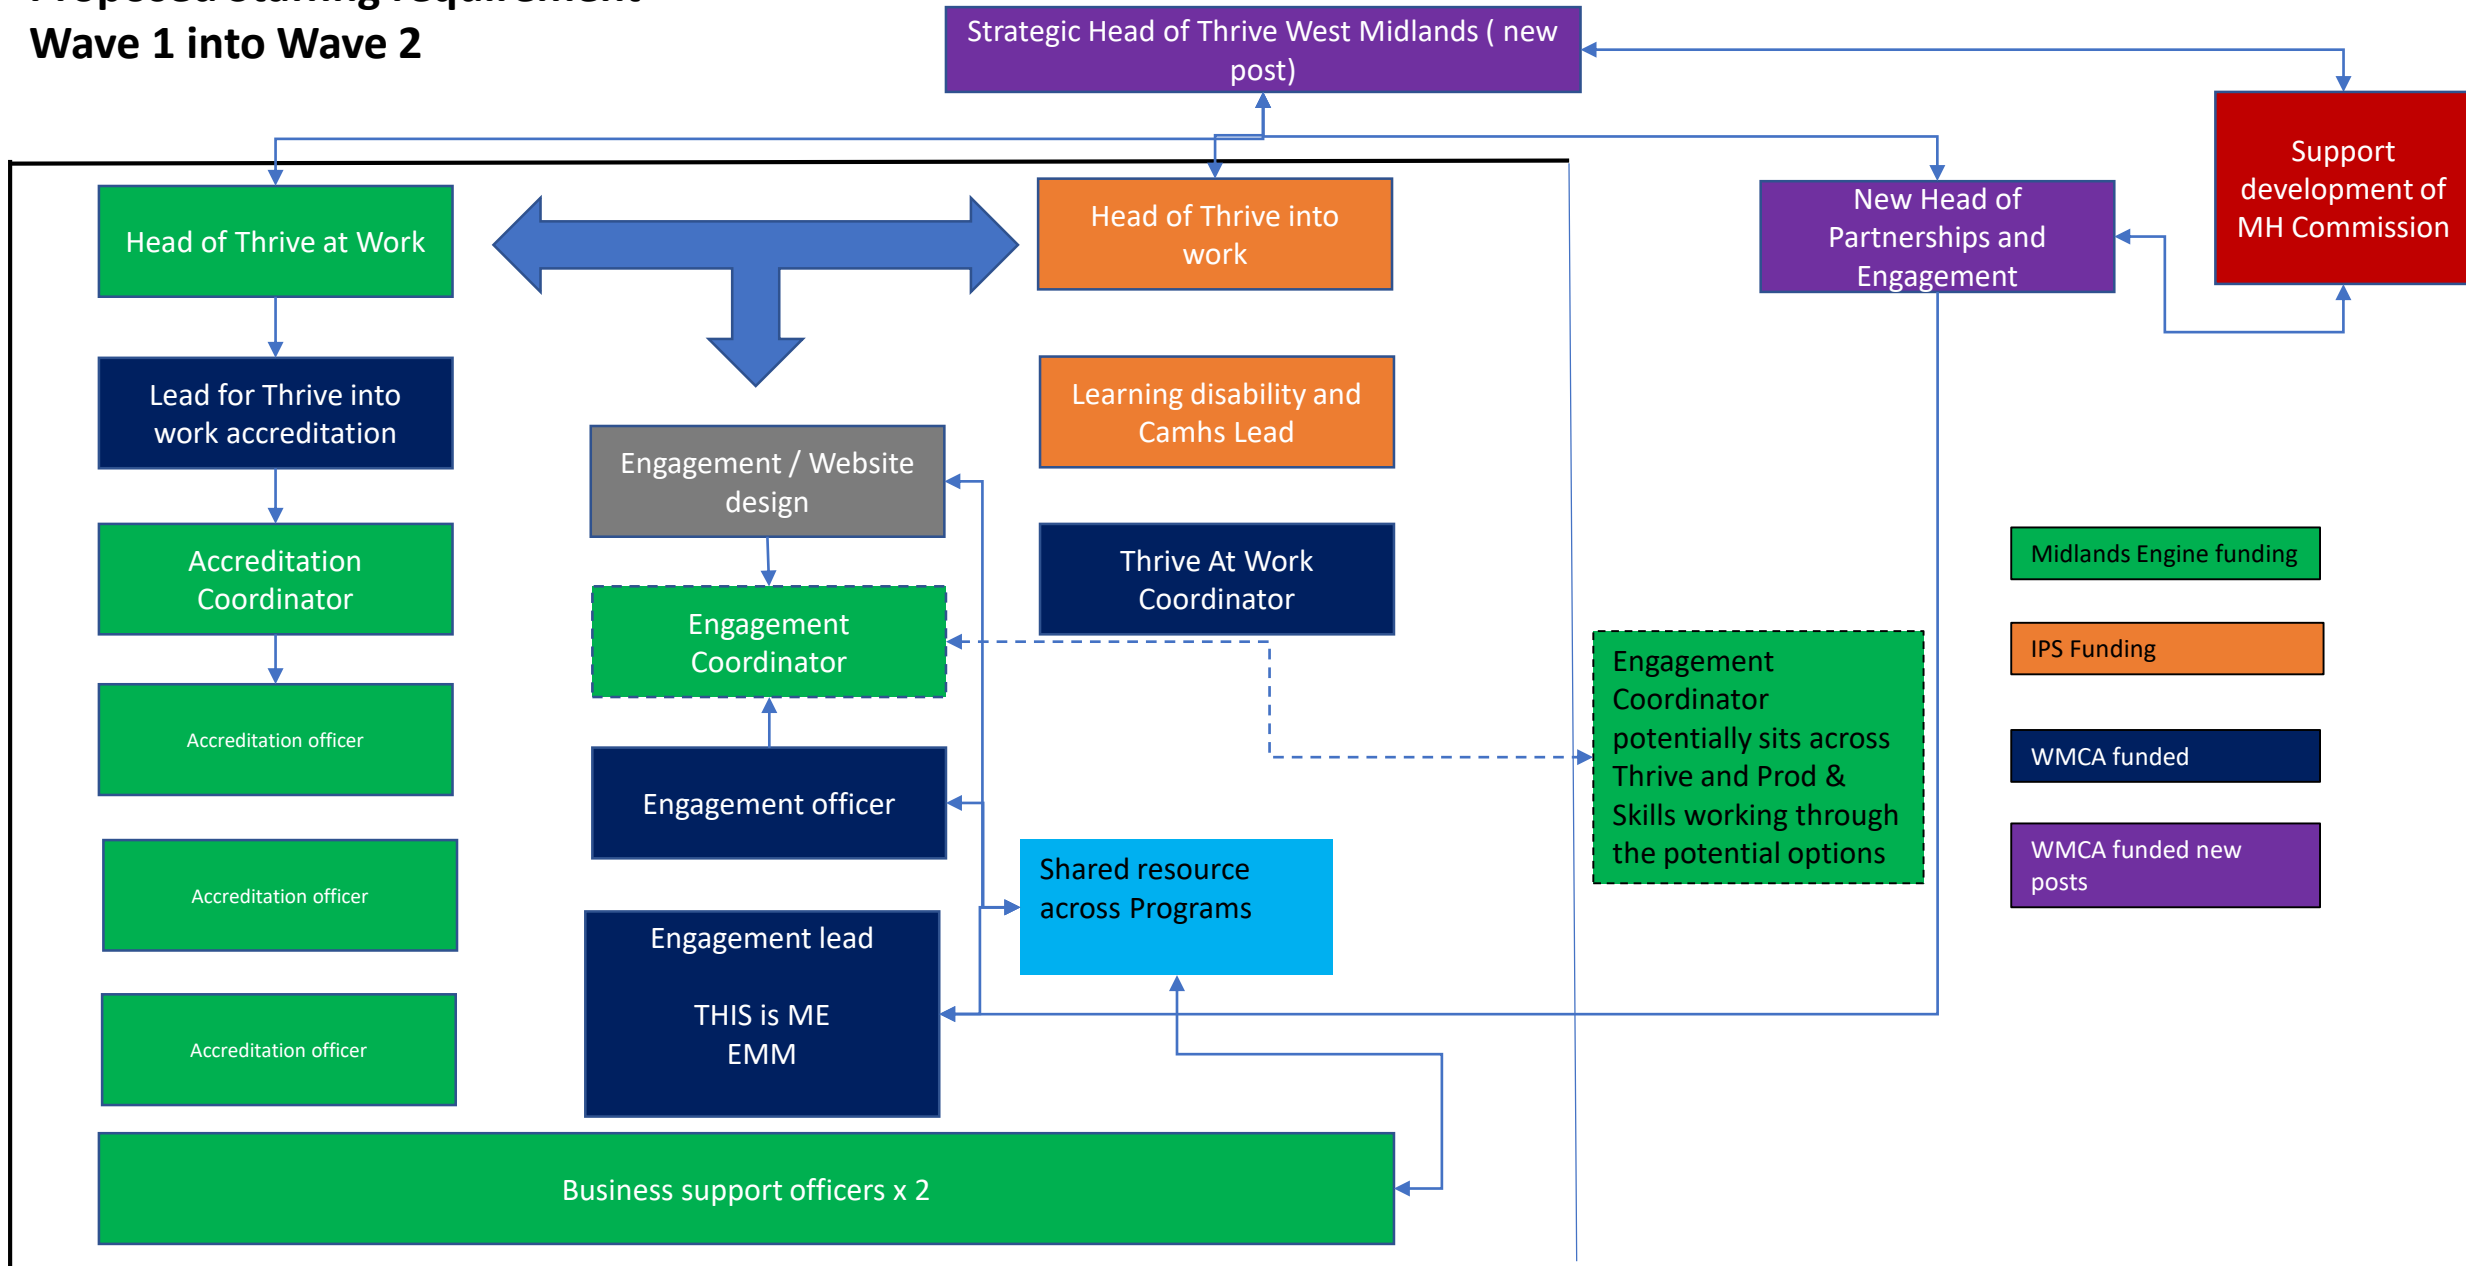 Proposed staffing requirement
Wave 1 into Wave 2
Strategic Head of Thrive West Midlands ( new
post)
Support
development of
MH Commission
Head of Thrive at Work
Head of Thrive into
work
New Head of
Partnerships and
Engagement
Lead for Thrive into
work accreditation
Learning disability and
Camhs Lead
Engagement / Website
design
Accreditation
Coordinator
Thrive At Work
Coordinator
Midlands Engine funding
Engagement
Coordinator
Engagement
Coordinator
potentially sits across
Thrive and Prod &
Skills working through
the potential options
IPS Funding
Accreditation officer
WMCA funded
Engagement officer
WMCA funded new
posts
Accreditation officer
Shared resource
across Programs
Engagement lead
THIS is ME
EMM
Accreditation officer
Business support officers x 2